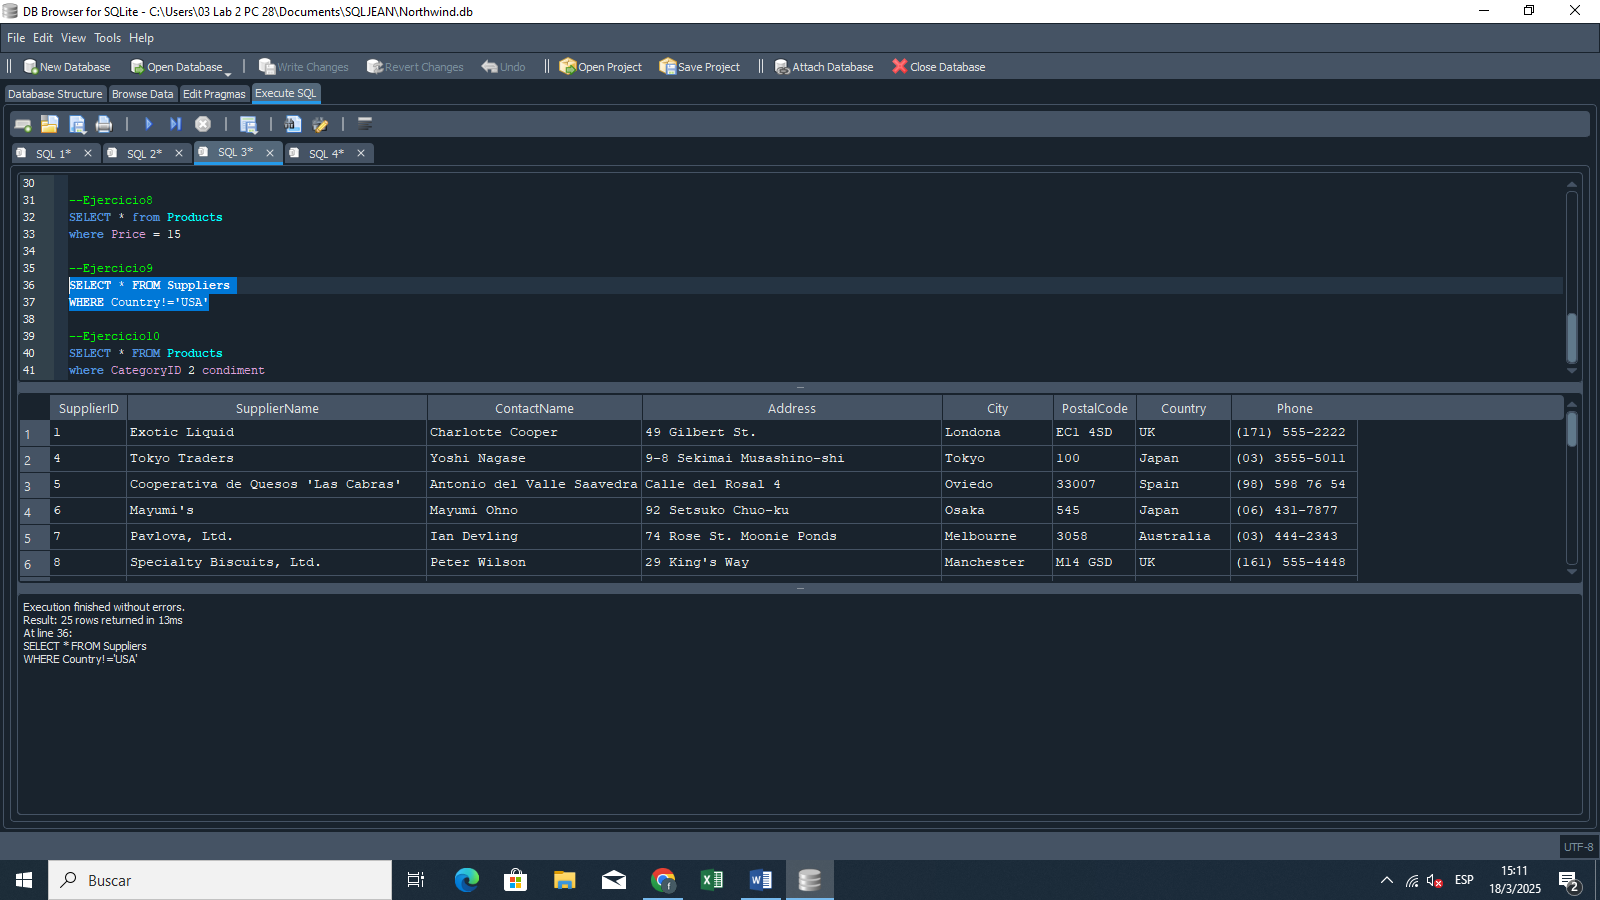 DB Browser for SQLite - C:\Users\03 Lab 2 PC 28\Documents\SQLJEAN\Northwind.db
File Edit View Tools Help
New Database Open Database Write Changes Revert Changes Undo Open Project Save Project Attach Database Close Database
Database Structure Browse Data Edit Pragmas Execute SQL
SQL 1* SQL 2* SQL 3* SQL 4*
30
31 --Ejercicio8
32 SELECT * from Products
33 where Price = 15
34
35 --Ejercicio9
36 SELECT * FROM Suppliers
37 WHERE Country!='USA'
38
39 --Ejercicio10
40 SELECT * FROM Products
41 where CategoryID 2 condiment
SupplierID SupplierName ContactName Address City PostalCode Country Phone
1 1 Exotic Liquid Charlotte Cooper 49 Gilbert St. Londona EC1 4SD UK (171) 555-2222
2 4 Tokyo Traders Yoshi Nagase 9-8 Sekimai Musashino-shi Tokyo 100 Japan (03) 3555-5011
3 5 Cooperativa de Quesos 'Las Cabras' Antonio del Valle Saavedra Calle del Rosal 4 Oviedo 33007 Spain (98) 598 76 54
4 6 Mayumi's Mayumi Ohno 92 Setsuko Chuo-ku Osaka 545 Japan (06) 431-7877
5 7 Pavlova, Ltd. Ian Devling 74 Rose St. Moonie Ponds Melbourne 3058 Australia (03) 444-2343
6 8 Specialty Biscuits, Ltd. Peter Wilson 29 King's Way Manchester M14 GSD UK (161) 555-4448
Execution finished without errors.
Result: 25 rows returned in 13ms
At line 36:
SELECT * FROM Suppliers
WHERE Country!='USA'
UTF-8
Buscar
ESP
15:11
18/3/2025
2